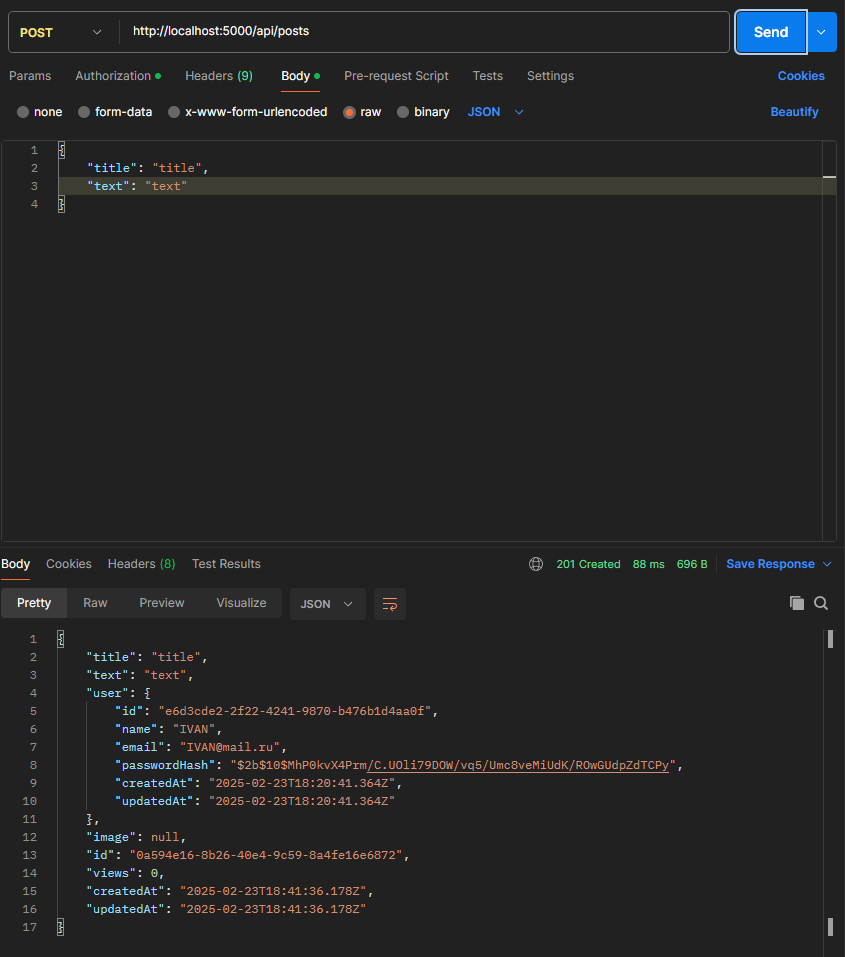 POST http://localhost:5000/api/posts Send
Params Authorization Headers (9) Body Pre-request Script Tests Settings Cookies
none form-data x-www-form-urlencoded raw binary JSON Beautify
1 {
2 "title": "title",
3 "text": "text"
4 }
Body Cookies Headers (8) Test Results 201 Created 88 ms 696 B Save Response
Pretty Raw Preview Visualize JSON
1 {
2 "title": "title",
3 "text": "text",
4 "user": {
5 "id": "e6d3cde2-2f22-4241-9870-b476b1d4aa0f",
6 "name": "IVAN",
7 "email": "IVAN@mail.ru",
8 "passwordHash": "$2b$10$MhP0kvX4Prm/C.UOli79DOW/vq5/Umc8veMiUdK/ROwGUdpZdTCPy",
9 "createdAt": "2025-02-23T18:20:41.364Z",
10 "updatedAt": "2025-02-23T18:20:41.364Z"
11 },
12 "image": null,
13 "id": "0a594e16-8b26-40e4-9c59-8a4fe16e6872",
14 "views": 0,
15 "createdAt": "2025-02-23T18:41:36.178Z",
16 "updatedAt": "2025-02-23T18:41:36.178Z"
17 }